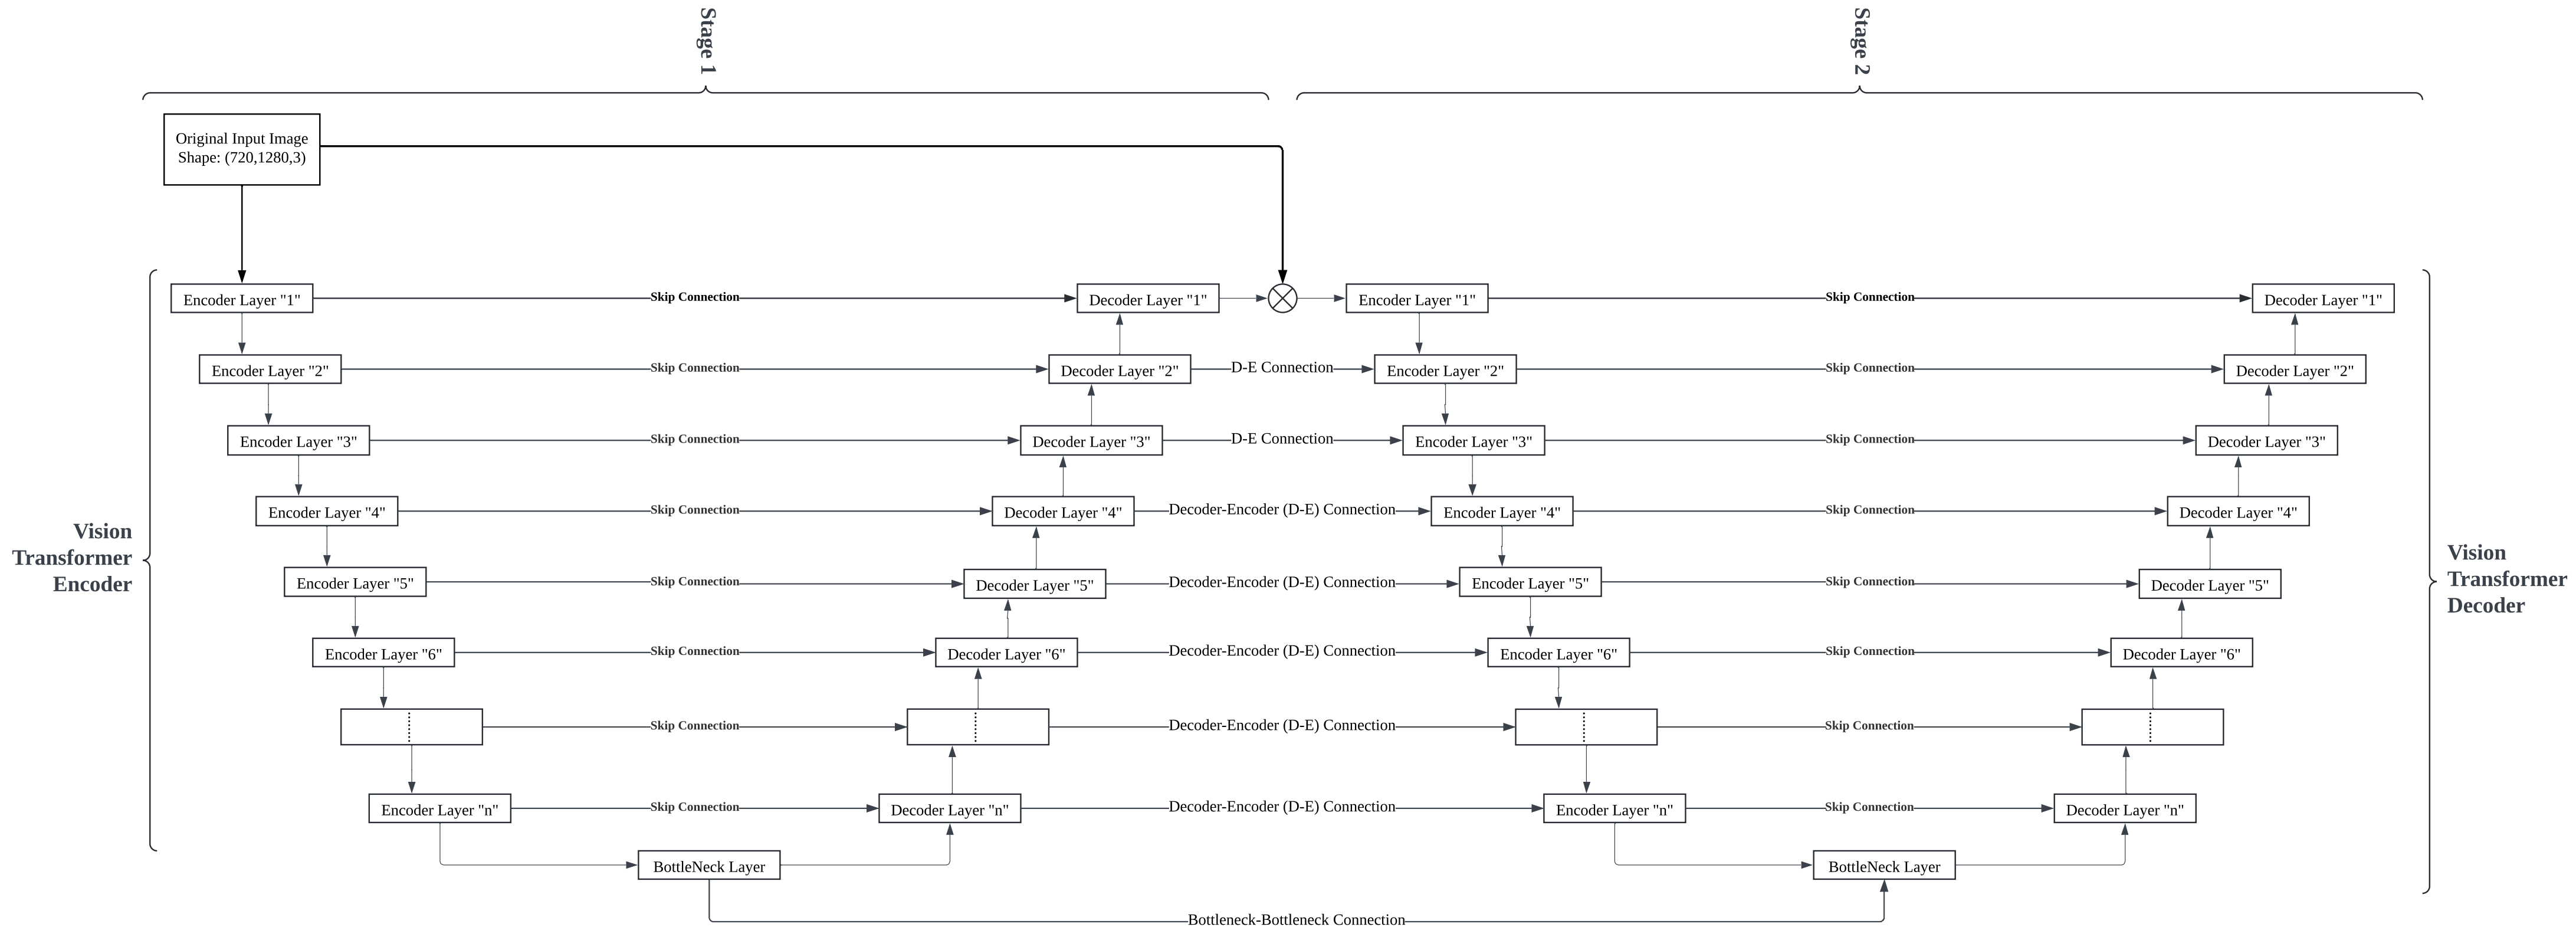 Stage 1
Stage 2
Original Input Image
Shape: (720,1280,3)
Encoder Layer "1"
Skip Connection
Decoder Layer "1"
Encoder Layer "1"
Skip Connection
Decoder Layer "1"
Encoder Layer "2"
Skip Connection
Decoder Layer "2"
D-E Connection
Encoder Layer "2"
Skip Connection
Decoder Layer "2"
Encoder Layer "3"
Skip Connection
Decoder Layer "3"
D-E Connection
Encoder Layer "3"
Skip Connection
Decoder Layer "3"
Encoder Layer "4"
Skip Connection
Decoder Layer "4"
Decoder-Encoder (D-E) Connection
Encoder Layer "4"
Skip Connection
Decoder Layer "4"
Vision
Transformer
Encoder
Encoder Layer "5"
Skip Connection
Decoder Layer "5"
Decoder-Encoder (D-E) Connection
Encoder Layer "5"
Skip Connection
Decoder Layer "5"
Vision
Transformer
Decoder
Encoder Layer "6"
Skip Connection
Decoder Layer "6"
Decoder-Encoder (D-E) Connection
Encoder Layer "6"
Skip Connection
Decoder Layer "6"
Skip Connection
Decoder-Encoder (D-E) Connection
Skip Connection
Encoder Layer "n"
Skip Connection
Decoder Layer "n"
Decoder-Encoder (D-E) Connection
Encoder Layer "n"
Skip Connection
Decoder Layer "n"
BottleNeck Layer
BottleNeck Layer
Bottleneck-Bottleneck Connection